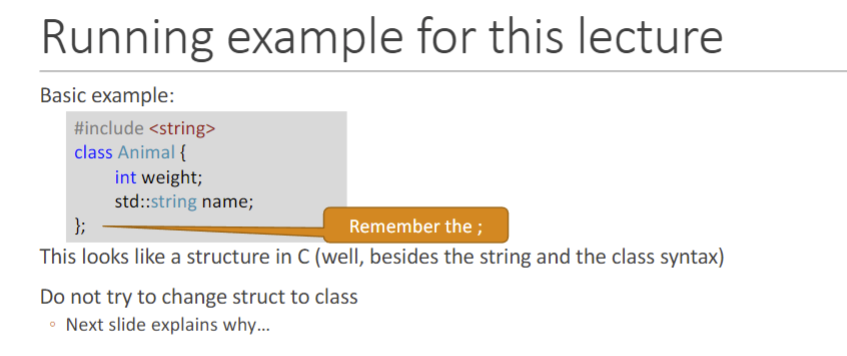 Running example for this lecture
Basic example:
#include <string>
class Animal {
int weight;
std::string name;
};
Remember the ;
This looks like a structure in C (well, besides the string and the class syntax)
Do not try to change struct to class
◦ Next slide explains why…